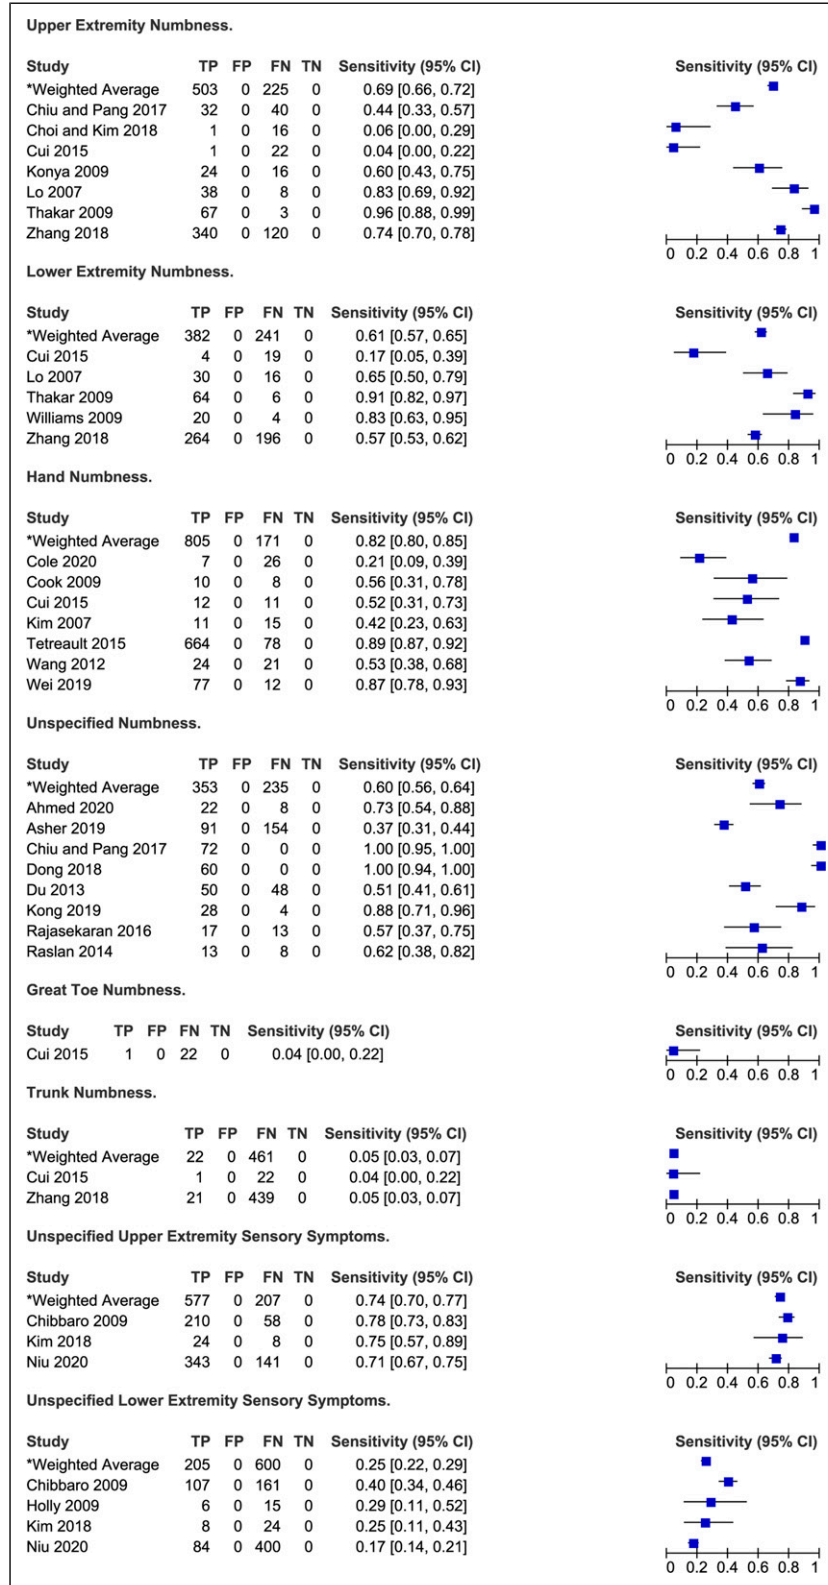 Upper Extremity Numbness.
Study TP FP FN TN Sensitivity (95% CI) Sensitivity (95% CI)
*Weighted Average 503 0 225 0 0.69 [0.66, 0.72]
Chiu and Pang 2017 32 0 40 0 0.44 [0.33, 0.57]
Choi and Kim 2018 1 0 16 0 0.06 [0.00, 0.29]
Cui 2015 1 0 22 0 0.04 [0.00, 0.22]
Konya 2009 24 0 16 0 0.60 [0.43, 0.75]
Lo 2007 38 0 8 0 0.83 [0.69, 0.92]
Thakar 2009 67 0 3 0 0.96 [0.88, 0.99]
Zhang 2018 340 0 120 0 0.74 [0.70, 0.78]
0 0.2 0.4 0.6 0.8 1
Lower Extremity Numbness.
Study TP FP FN TN Sensitivity (95% CI) Sensitivity (95% CI)
*Weighted Average 382 0 241 0 0.61 [0.57, 0.65]
Cui 2015 4 0 19 0 0.17 [0.05, 0.39]
Lo 2007 30 0 16 0 0.65 [0.50, 0.79]
Thakar 2009 64 0 6 0 0.91 [0.82, 0.97]
Williams 2009 20 0 4 0 0.83 [0.63, 0.95]
Zhang 2018 264 0 196 0 0.57 [0.53, 0.62]
0 0.2 0.4 0.6 0.8 1
Hand Numbness.
Study TP FP FN TN Sensitivity (95% CI) Sensitivity (95% CI)
*Weighted Average 805 0 171 0 0.82 [0.80, 0.85]
Cole 2020 7 0 26 0 0.21 [0.09, 0.39]
Cook 2009 10 0 8 0 0.56 [0.31, 0.78]
Cui 2015 12 0 11 0 0.52 [0.31, 0.73]
Kim 2007 11 0 15 0 0.42 [0.23, 0.63]
Tetreault 2015 664 0 78 0 0.89 [0.87, 0.92]
Wang 2012 24 0 21 0 0.53 [0.38, 0.68]
Wei 2019 77 0 12 0 0.87 [0.78, 0.93]
0 0.2 0.4 0.6 0.8 1
Unspecified Numbness.
Study TP FP FN TN Sensitivity (95% CI) Sensitivity (95% CI)
*Weighted Average 353 0 235 0 0.60 [0.56, 0.64]
Ahmed 2020 22 0 8 0 0.73 [0.54, 0.88]
Asher 2019 91 0 154 0 0.37 [0.31, 0.44]
Chiu and Pang 2017 72 0 0 0 1.00 [0.95, 1.00]
Dong 2018 60 0 0 0 1.00 [0.94, 1.00]
Du 2013 50 0 48 0 0.51 [0.41, 0.61]
Kong 2019 28 0 4 0 0.88 [0.71, 0.96]
Rajasekaran 2016 17 0 13 0 0.57 [0.37, 0.75]
Raslan 2014 13 0 8 0 0.62 [0.38, 0.82]
0 0.2 0.4 0.6 0.8 1
Great Toe Numbness.
Study TP FP FN TN Sensitivity (95% CI) Sensitivity (95% CI)
Cui 2015 1 0 22 0 0.04 [0.00, 0.22]
0 0.2 0.4 0.6 0.8 1
Trunk Numbness.
Study TP FP FN TN Sensitivity (95% CI) Sensitivity (95% CI)
*Weighted Average 22 0 461 0 0.05 [0.03, 0.07]
Cui 2015 1 0 22 0 0.04 [0.00, 0.22]
Zhang 2018 21 0 439 0 0.05 [0.03, 0.07]
0 0.2 0.4 0.6 0.8 1
Unspecified Upper Extremity Sensory Symptoms.
Study TP FP FN TN Sensitivity (95% CI) Sensitivity (95% CI)
*Weighted Average 577 0 207 0 0.74 [0.70, 0.77]
Chibbaro 2009 210 0 58 0 0.78 [0.73, 0.83]
Kim 2018 24 0 8 0 0.75 [0.57, 0.89]
Niu 2020 343 0 141 0 0.71 [0.67, 0.75]
0 0.2 0.4 0.6 0.8 1
Unspecified Lower Extremity Sensory Symptoms.
Study TP FP FN TN Sensitivity (95% CI) Sensitivity (95% CI)
*Weighted Average 205 0 600 0 0.25 [0.22, 0.29]
Chibbaro 2009 107 0 161 0 0.40 [0.34, 0.46]
Holly 2009 6 0 15 0 0.29 [0.11, 0.52]
Kim 2018 8 0 24 0 0.25 [0.11, 0.43]
Niu 2020 84 0 400 0 0.17 [0.14, 0.21]
0 0.2 0.4 0.6 0.8 1